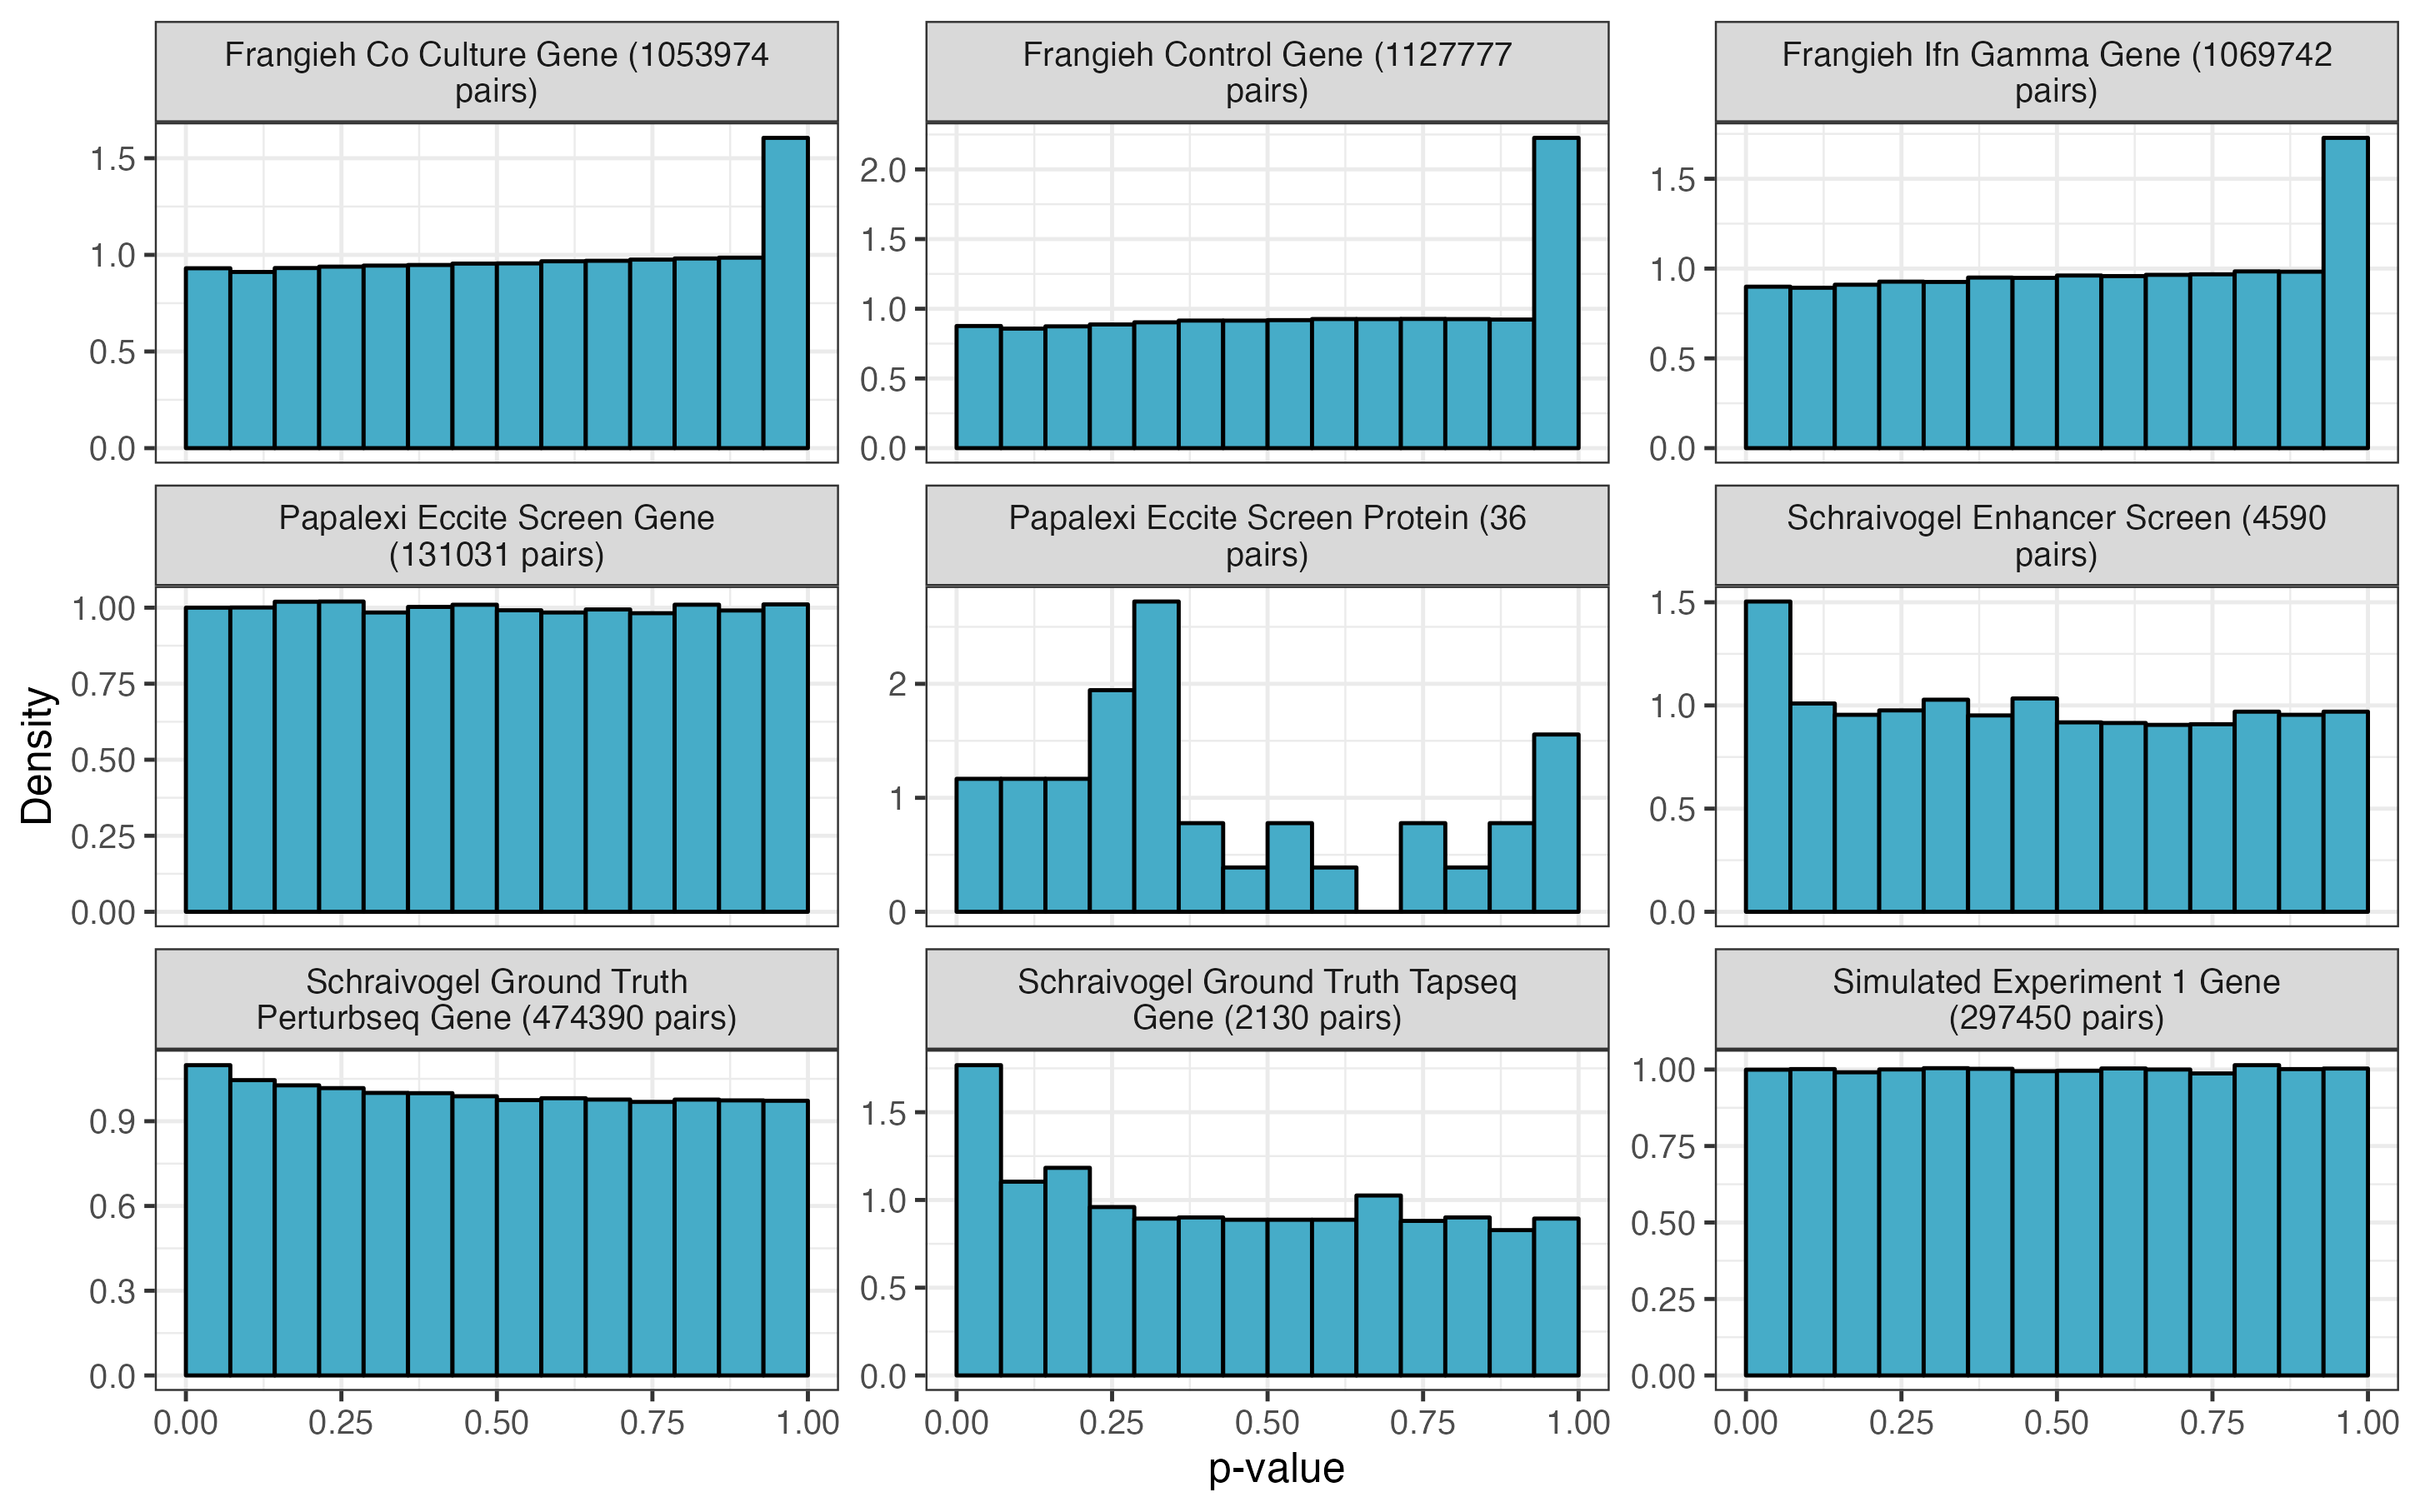 Frangieh Co Culture Gene (1053974
pairs)
Frangieh Control Gene (1127777
pairs)
Frangieh Ifn Gamma Gene (1069742
pairs)
1.5
1.0
0.5
0.0
2.0
1.5
1.0
0.5
0.0
1.5
1.0
0.5
0.0
Papalexi Eccite Screen Gene
(131031 pairs)
Papalexi Eccite Screen Protein (36
pairs)
Schraivogel Enhancer Screen (4590
pairs)
Density
1.00
0.75
0.50
0.25
0.00
2
1
0
1.5
1.0
0.5
0.0
Schraivogel Ground Truth
Perturbseq Gene (474390 pairs)
Schraivogel Ground Truth Tapseq
Gene (2130 pairs)
Simulated Experiment 1 Gene
(297450 pairs)
0.9
0.6
0.3
0.0
1.5
1.0
0.5
0.0
1.00
0.75
0.50
0.25
0.00
0.00 0.25 0.50 0.75 1.00
0.00 0.25 0.50 0.75 1.00
0.00 0.25 0.50 0.75 1.00
p-value